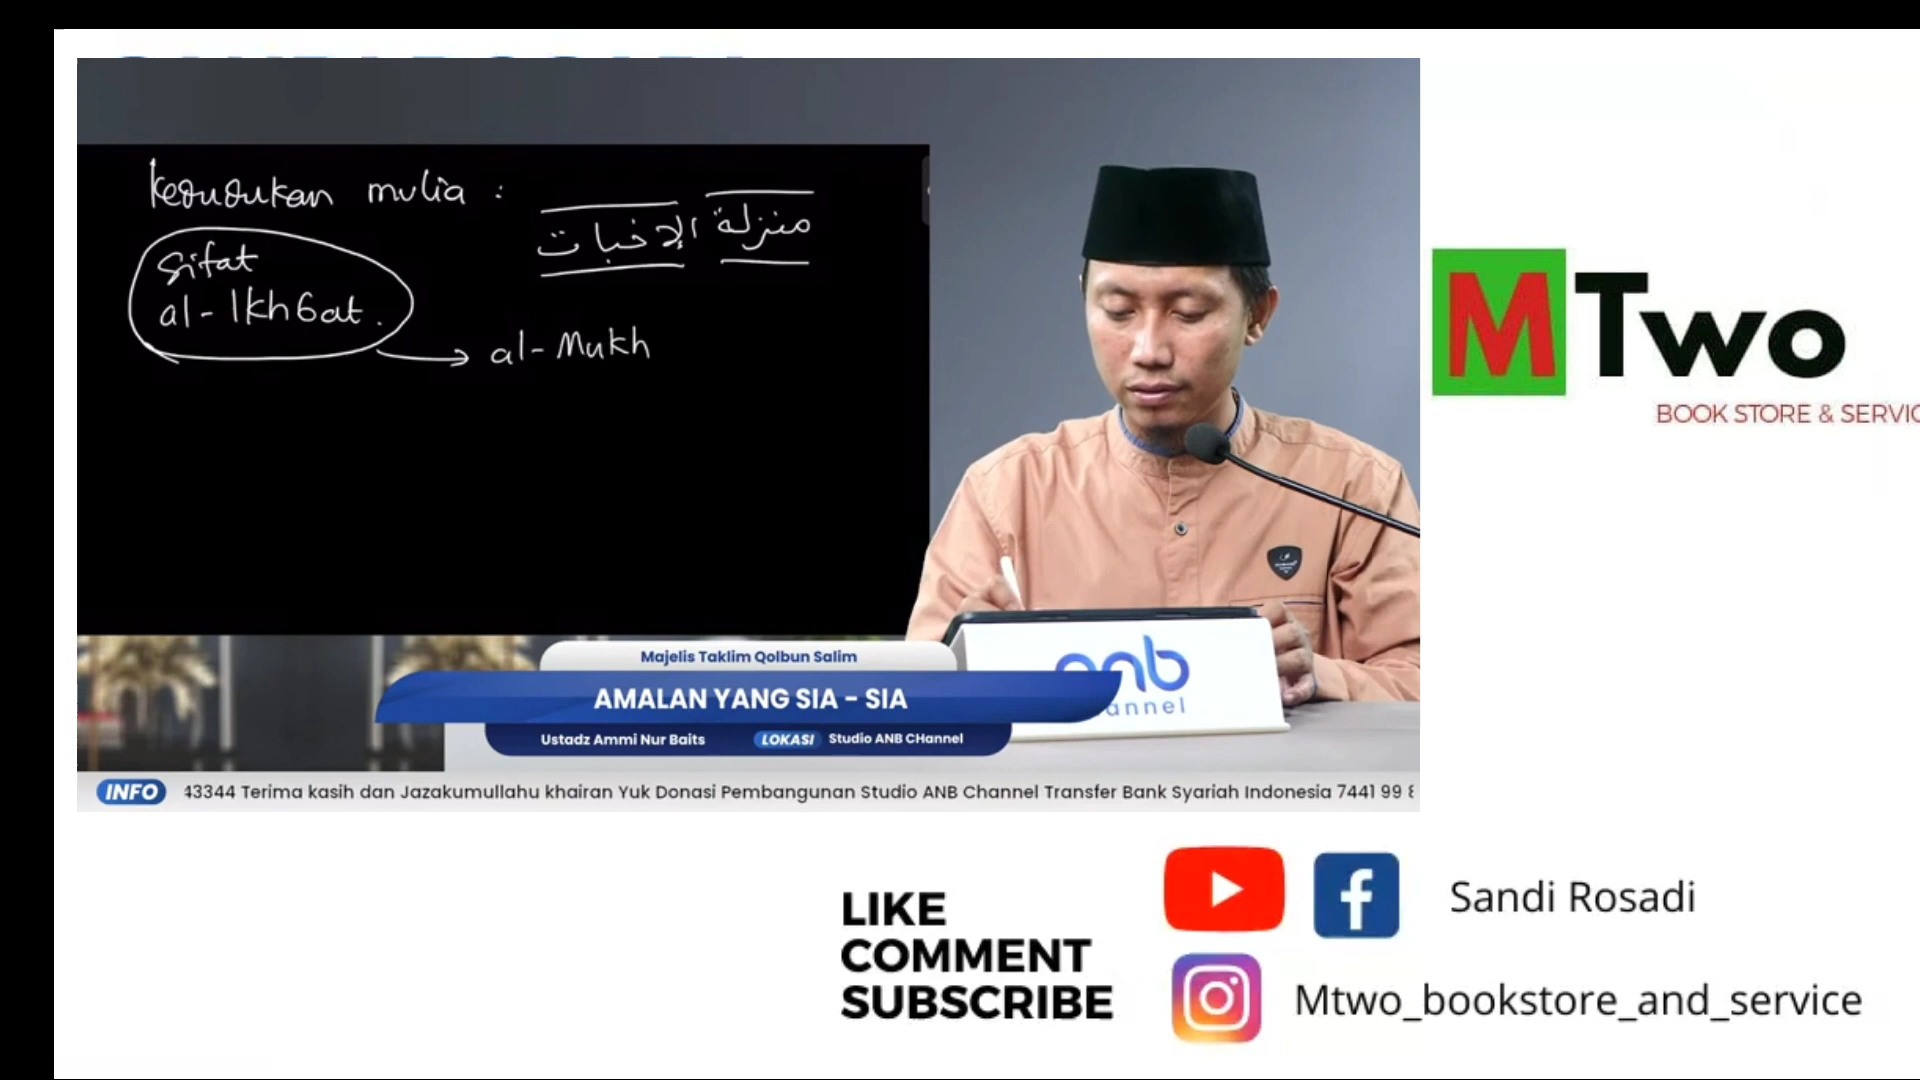 Kedudukan mulia :
منزلة الإخبات
Sifat
al-Ikhbat.
al-Mukh
MTwo
BOOK STORE & SERVIC
Majelis Taklim Qolbun Salim
AMALAN YANG SIA - SIA
Ustadz Ammi Nur Baits
LOKASI Studio ANB CHannel
anb
annel
INFO 43344 Terima kasih dan Jazakumullahu khairan Yuk Donasi Pembangunan Studio ANB Channel Transfer Bank Syariah Indonesia 7441 99
LIKE
COMMENT
SUBSCRIBE
Sandi Rosadi
Mtwo_bookstore_and_service